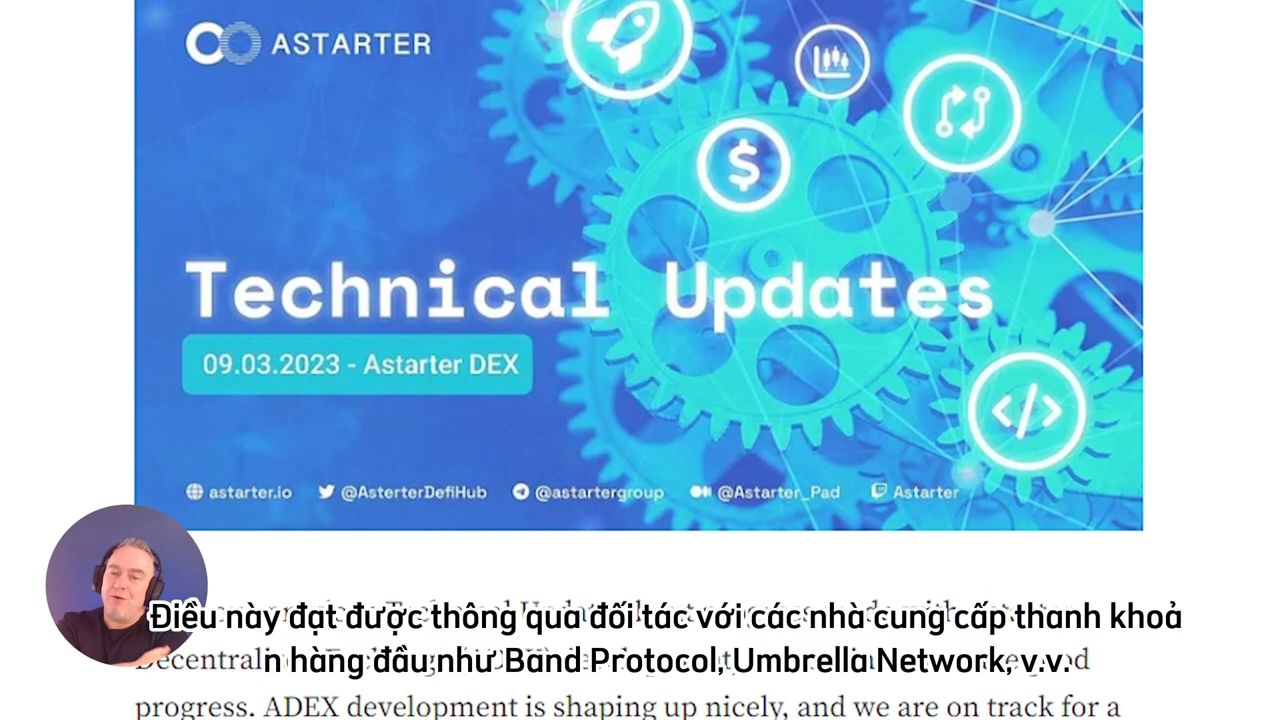 ASTARTER
Technical Updates
09.03.2023 - Astarter DEX
astarter.io @AsterterDefiHub @astartergroup @Astarter_Pad Astarter
Điều này đạt được thông qua đối tác với các nhà cung cấp thanh khoả
n hàng đầu như Band Protocol, Umbrella Network, v.v.
progress. ADEX development is shaping up nicely, and we are on track for a